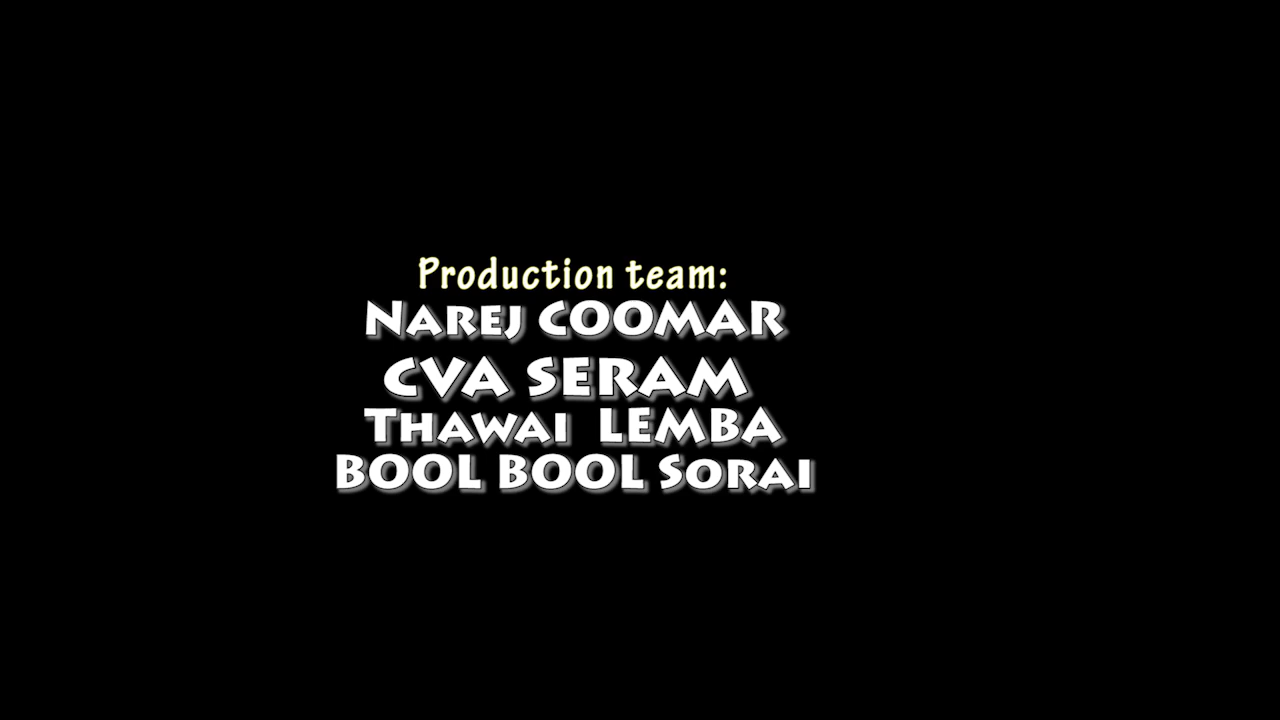 Production team:
Narej COOMAR
CVA SERAM
Thawai LEMBA
BOOL BOOL Sorai